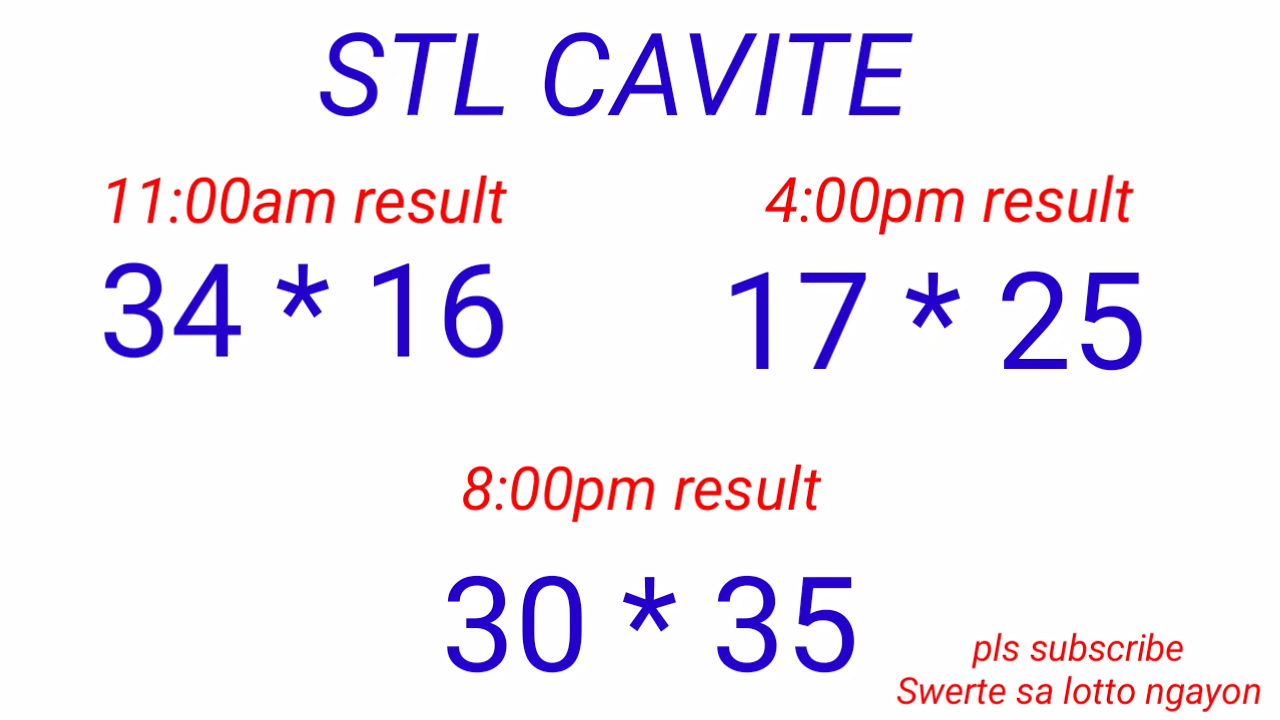 STL CAVITE
11:00am result
34 * 16
4:00pm result
17 * 25
8:00pm result
30 * 35
pls subscribe
Swerte sa lotto ngayon